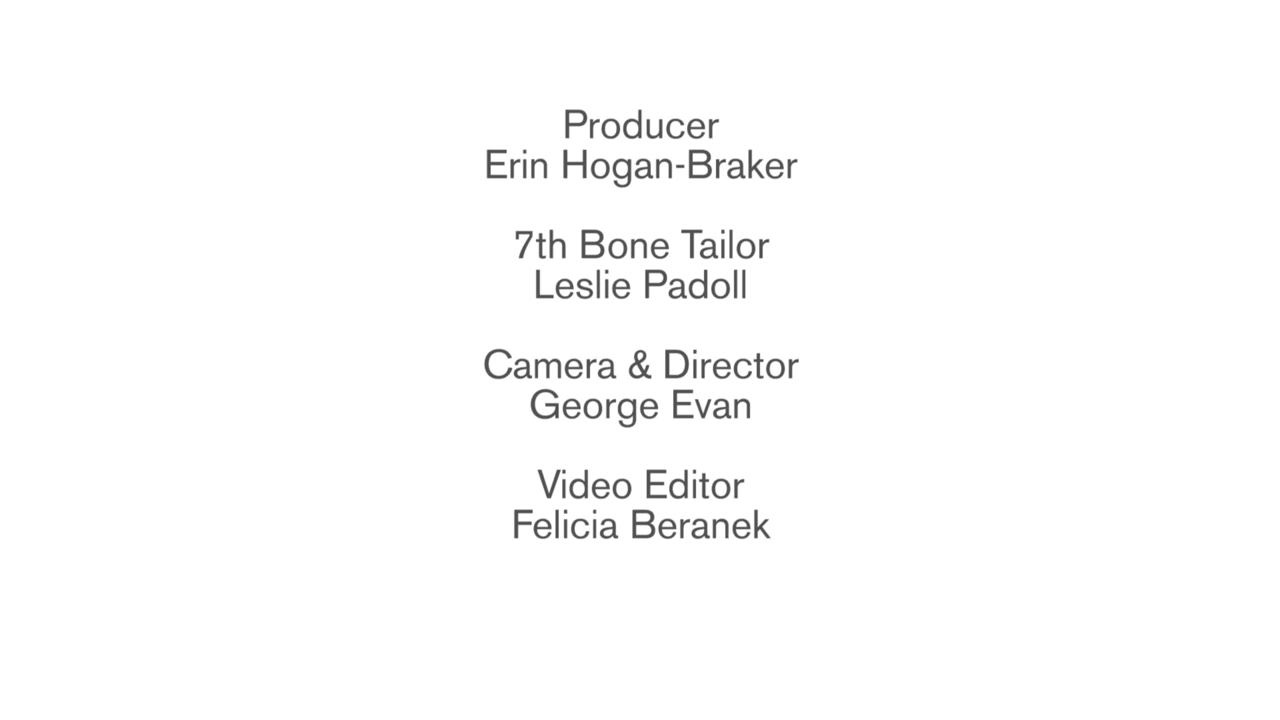 Producer
Erin Hogan-Braker
7th Bone Tailor
Leslie Padoll
Camera & Director
George Evan
Video Editor
Felicia Beranek